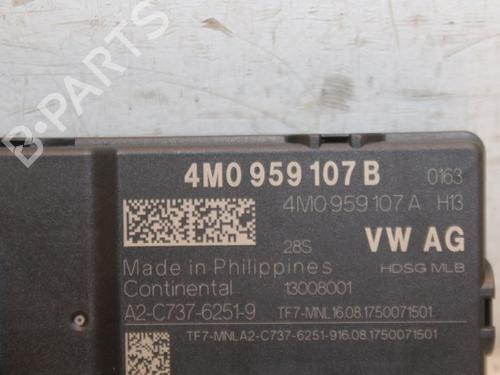 B-PARTS
4M0 959 107 B 0163
4M0 959 107 A H13
28S VW AG
Made in Philippines HDSG MLB
Continental 13008001
A2-C737-6251-9 TF7-MNL16.08.1750071501
TF7-MNLA2-C737-6251-916.08.1750071501